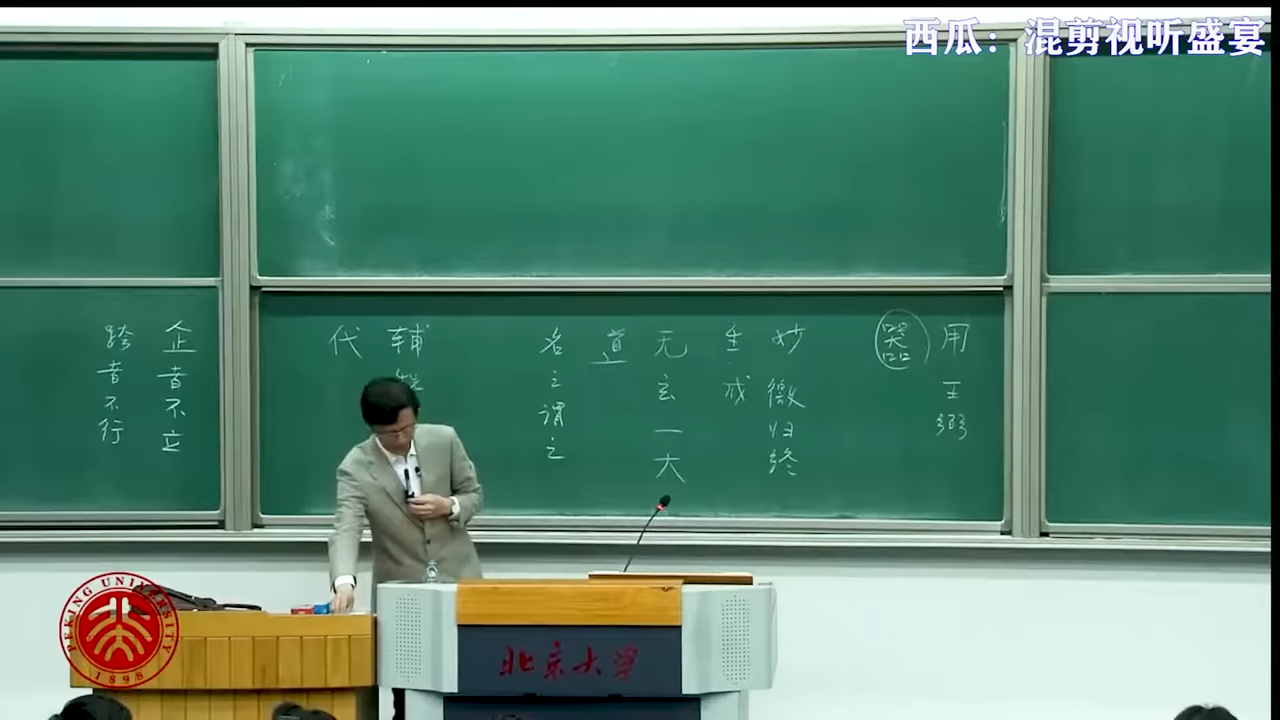 西瓜：混剪视听盛宴
用王弼
妙徽归终
生成
无玄一大
道
名之谓之
辅
代
企者不立
跨者不行
PEKING UNIVERSITY
1898
北京大学